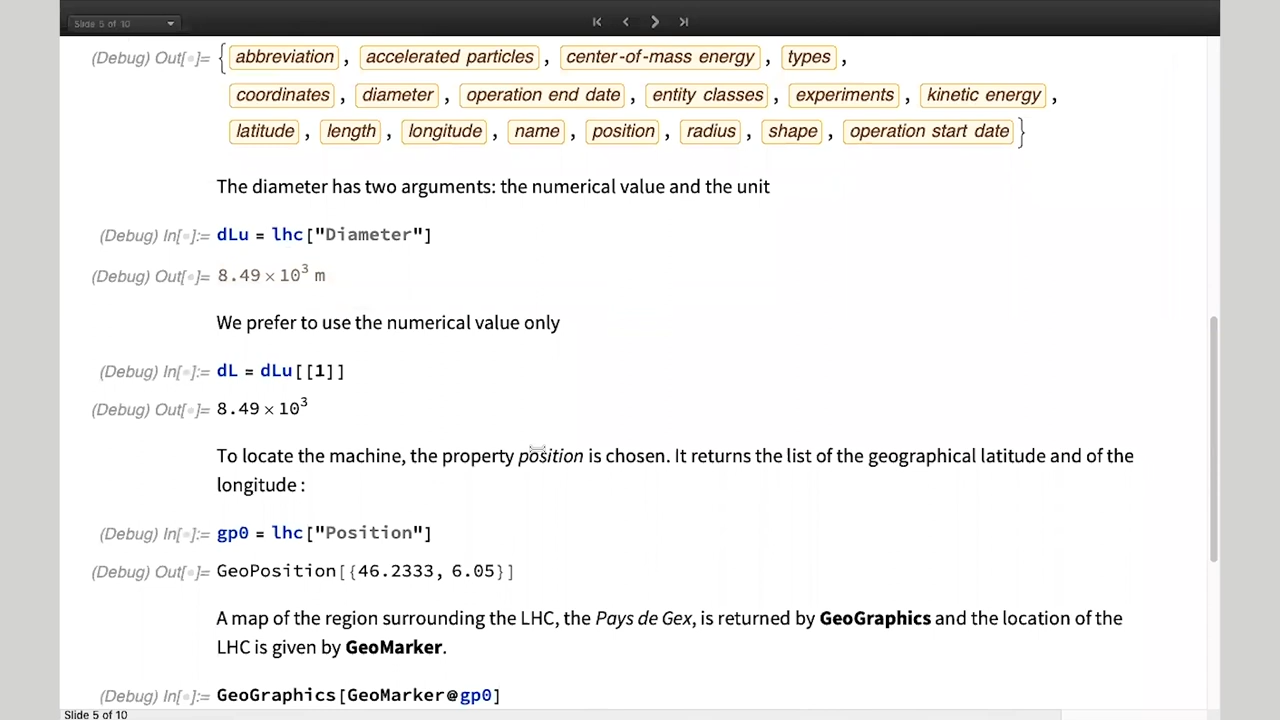 Slide 5 of 10
(Debug) Out[]= { abbreviation , accelerated particles , center-of-mass energy , types ,
coordinates , diameter , operation end date , entity classes , experiments , kinetic energy ,
latitude , length , longitude , name , position , radius , shape , operation start date }
The diameter has two arguments: the numerical value and the unit
(Debug) In[]:= dLu = lhc["Diameter"]
(Debug) Out[]= 8.49 × 10³ m
We prefer to use the numerical value only
(Debug) In[]:= dL = dLu[[1]]
(Debug) Out[]= 8.49 × 10³
To locate the machine, the property position is chosen. It returns the list of the geographical latitude and of the
longitude :
(Debug) In[]:= gp0 = lhc["Position"]
(Debug) Out[]= GeoPosition[{46.2333, 6.05}]
A map of the region surrounding the LHC, the Pays de Gex, is returned by GeoGraphics and the location of the
LHC is given by GeoMarker.
(Debug) In[]:= GeoGraphics[GeoMarker@gp0]
Slide 5 of 10